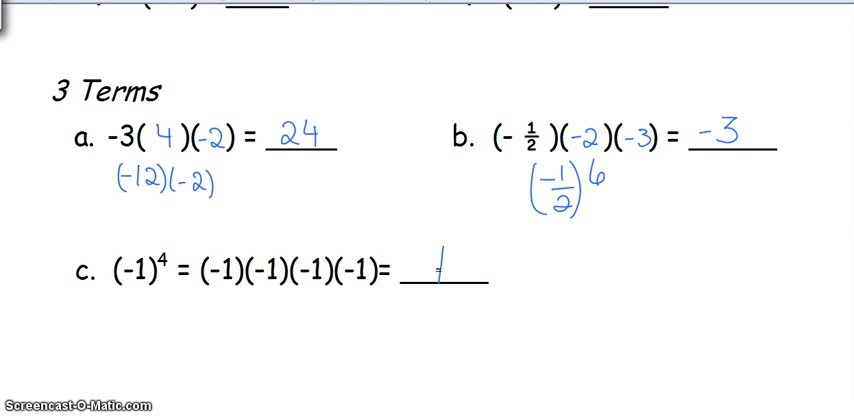 3 Terms
a. -3( 4 )(-2) = 24
b. (- 1/2 )(-2)(-3) = -3
(-12)(-2)
(-1/2) 6
c. (-1)⁴ = (-1)(-1)(-1)(-1)= 1
Screencast-O-Matic.com